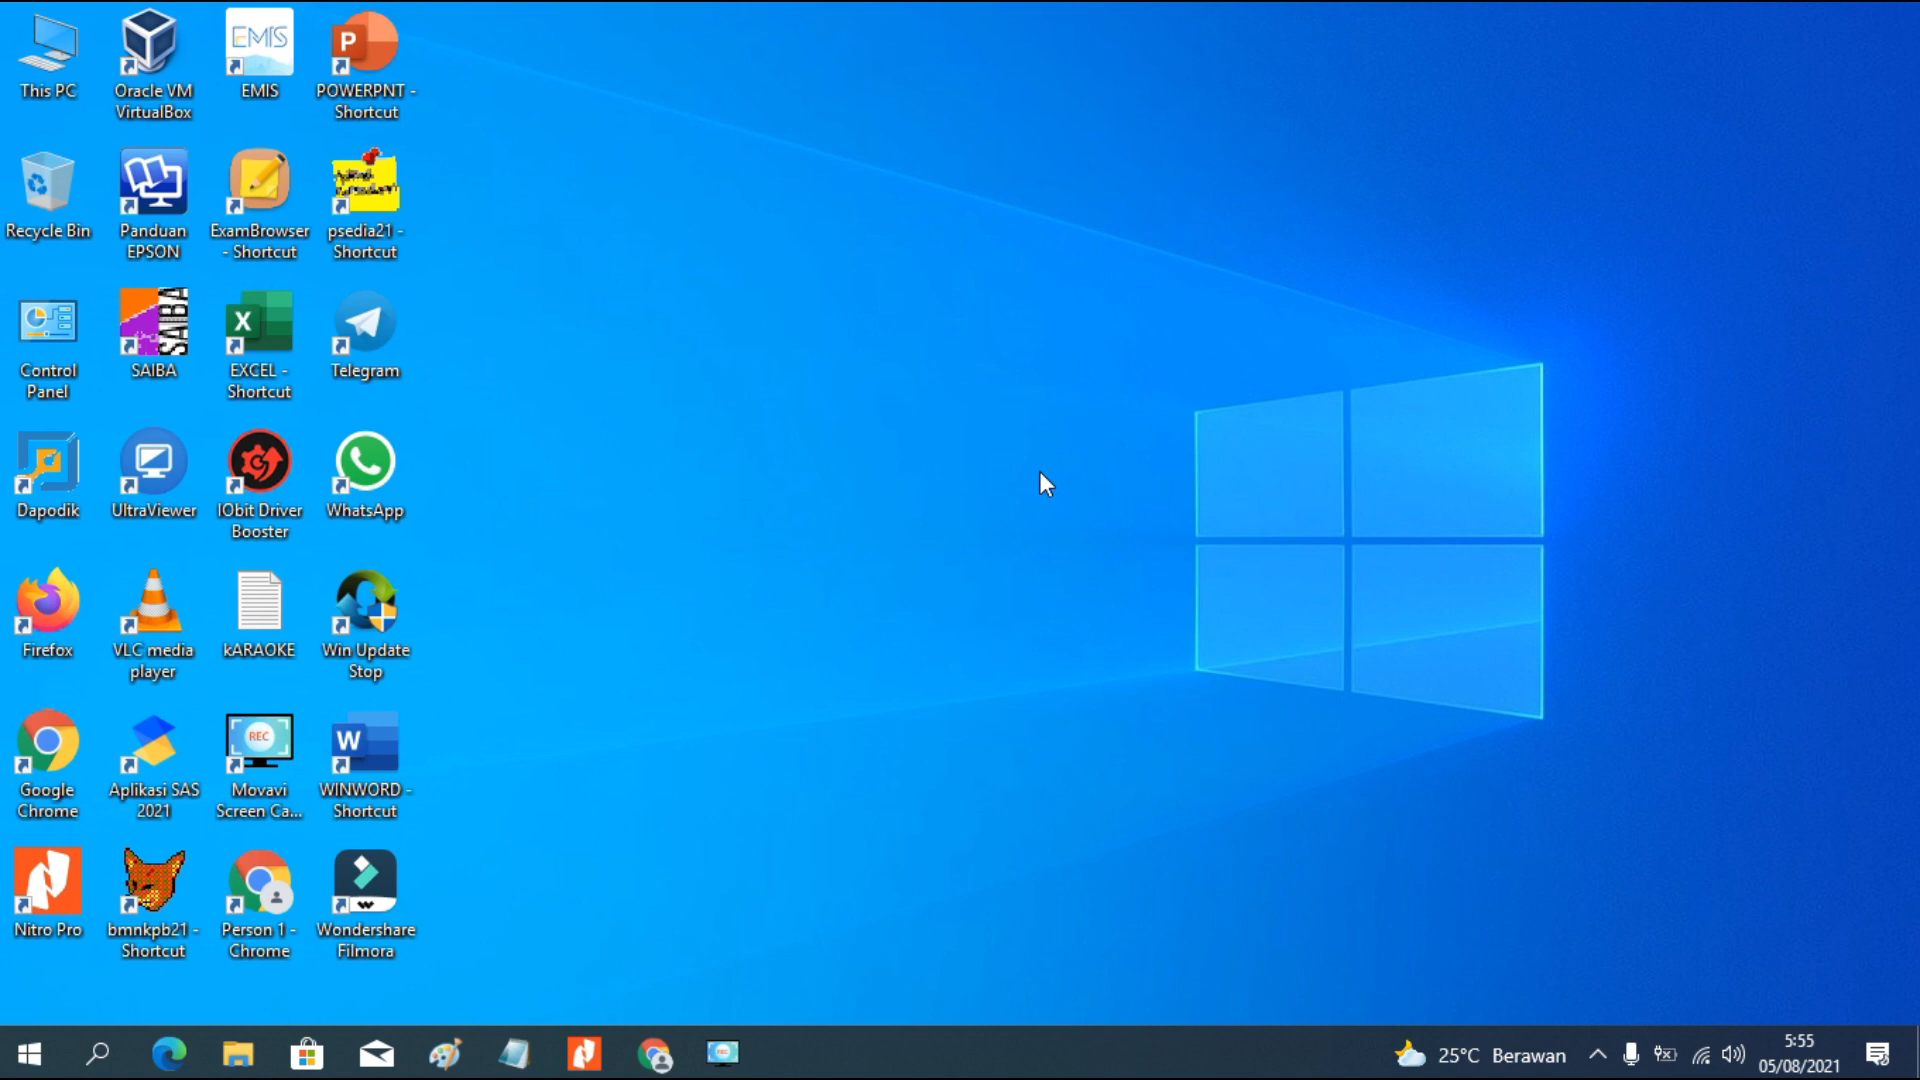 EMIS
This PC
Oracle VM
VirtualBox
EMIS
POWERPNT -
Shortcut
Recycle Bin
Panduan
EPSON
ExamBrowser
- Shortcut
psedia21 -
Shortcut
SAIBA
Control
Panel
SAIBA
EXCEL -
Shortcut
Telegram
Dapodik
UltraViewer
IObit Driver
Booster
WhatsApp
Firefox
VLC media
player
kARAOKE
Win Update
Stop
REC
Google
Chrome
Aplikasi SAS
2021
Movavi
Screen Ca...
WINWORD -
Shortcut
Nitro Pro
bmnkpb21 -
Shortcut
Person 1 -
Chrome
Wondershare
Filmora
25°C Berawan
5:55
05/08/2021